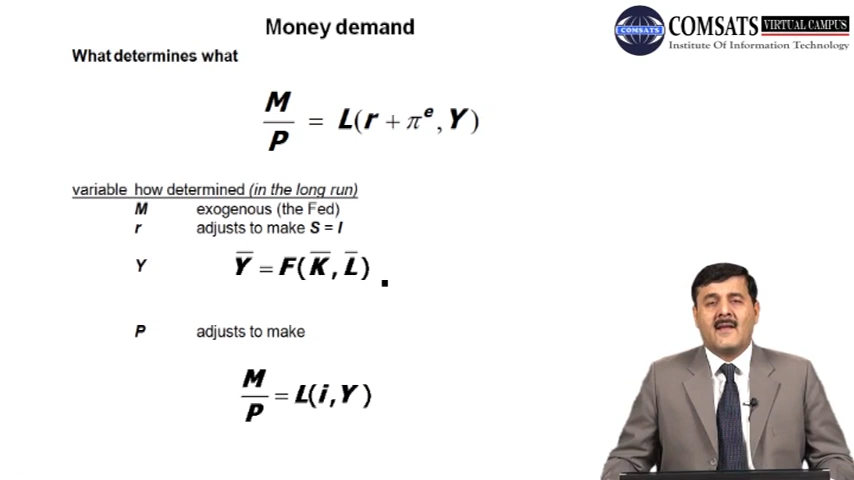 Money demand
COMSATS VIRTUAL CAMPUS
COMSATS
Institute Of Information Technology
What determines what
M/P = L(r + πᵉ, Y)
variable how determined (in the long run)
M exogenous (the Fed)
r adjusts to make S = I
Y Y̅ = F(K̅, L̅)
P adjusts to make
M/P = L(i, Y)